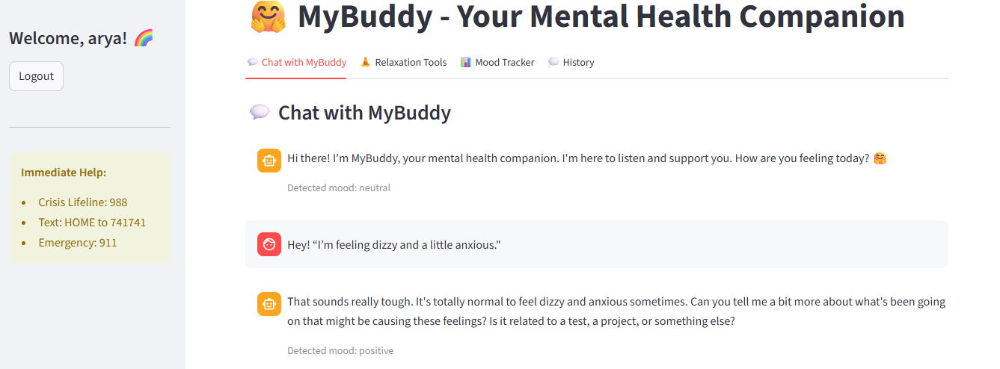 Welcome, arya! 🌈
Logout
Immediate Help:
• Crisis Lifeline: 988
• Text: HOME to 741741
• Emergency: 911
🤗 MyBuddy - Your Mental Health Companion
💬 Chat with MyBuddy 🧘 Relaxation Tools 📊 Mood Tracker 💭 History
💬 Chat with MyBuddy
Hi there! I'm MyBuddy, your mental health companion. I'm here to listen and support you. How are you feeling today? 🤗
Detected mood: neutral
Hey! “I’m feeling dizzy and a little anxious."
That sounds really tough. It's totally normal to feel dizzy and anxious sometimes. Can you tell me a bit more about what's been going
on that might be causing these feelings? Is it related to a test, a project, or something else?
Detected mood: positive